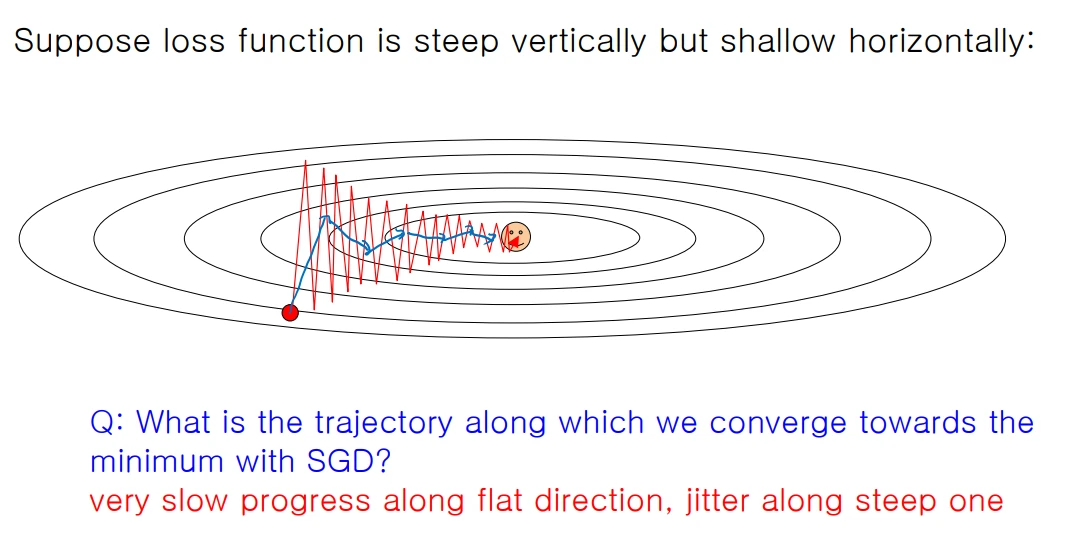 Suppose loss function is steep vertically but shallow horizontally:
Q: What is the trajectory along which we converge towards the
minimum with SGD?
very slow progress along flat direction, jitter along steep one